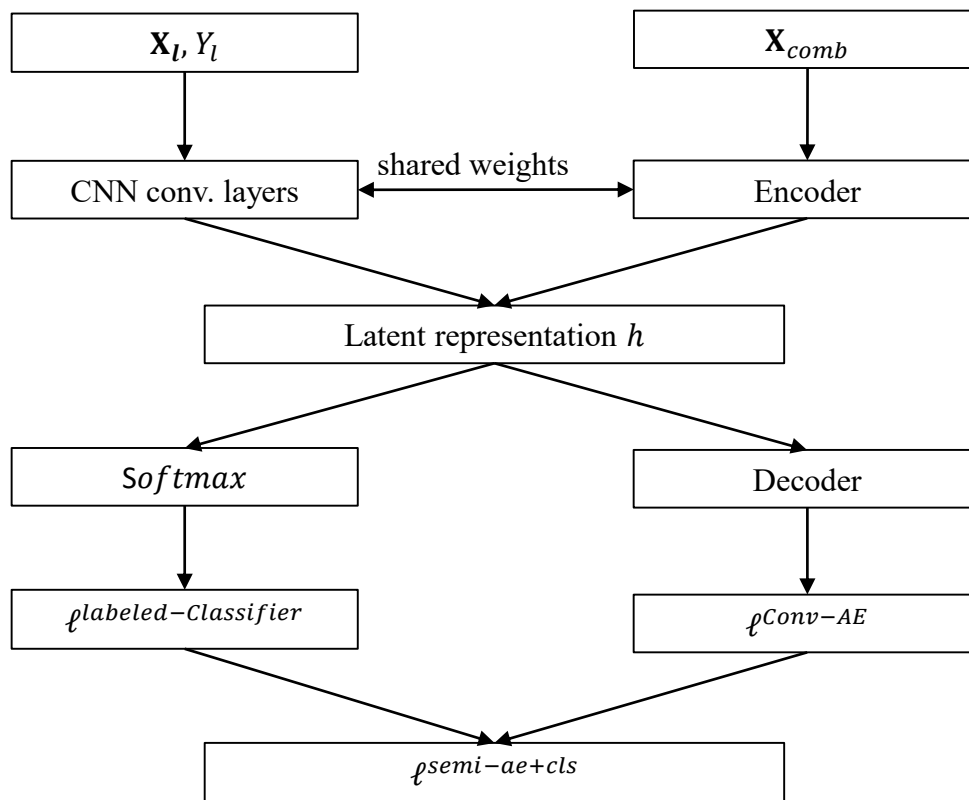 X_l, Y_l
X_comb
shared weights
CNN conv. layers
Encoder
Latent representation h
Softmax
Decoder
ℓ^{labeled−Classifier}
ℓ^{Conv−AE}
ℓ^{semi−ae+cls}